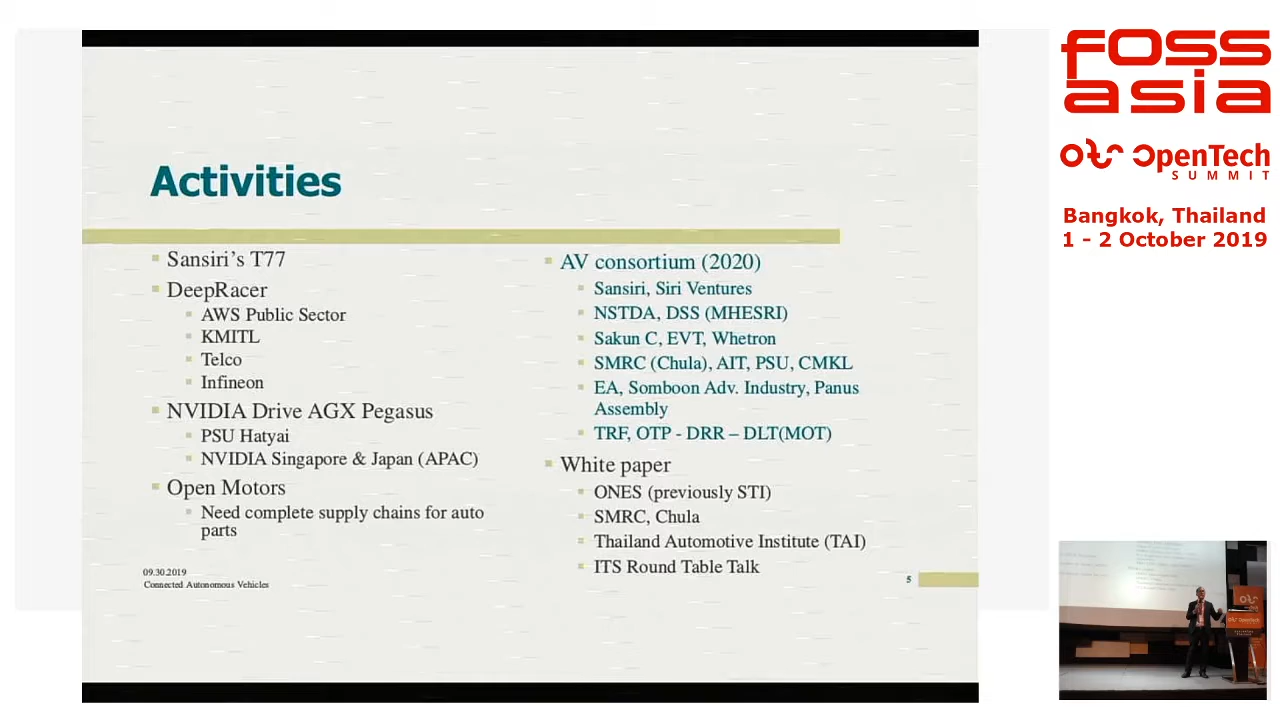 Activities
Sansiri's T77
DeepRacer
AWS Public Sector
KMITL
Telco
Infineon
NVIDIA Drive AGX Pegasus
PSU Hatyai
NVIDIA Singapore & Japan (APAC)
Open Motors
Need complete supply chains for auto
parts
AV consortium (2020)
Sansiri, Siri Ventures
NSTDA, DSS (MHESRI)
Sakun C, EVT, Whetron
SMRC (Chula), AIT, PSU, CMKL
EA, Somboon Adv. Industry, Panus
Assembly
TRF, OTP - DRR – DLT(MOT)
White paper
ONES (previously STI)
SMRC, Chula
Thailand Automotive Institute (TAI)
ITS Round Table Talk
09.30.2019
Connected Autonomous Vehicles
5
FOSS
asia
OpenTech
SUMMIT
Bangkok, Thailand
1 - 2 October 2019